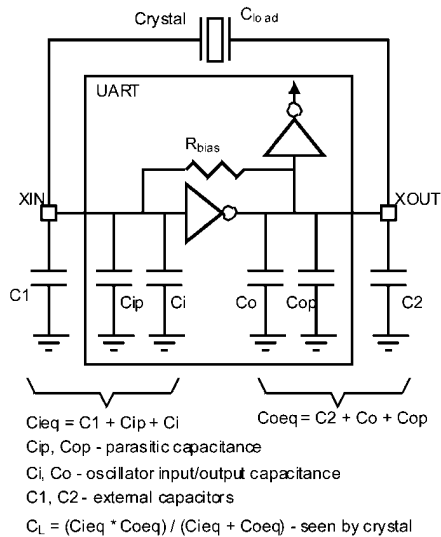 Crystal
Cload
UART
Rbias
XIN
XOUT
C1
Cip
Ci
Co
Cop
C2
Cieq = C1 + Cip + Ci
Coeq = C2 + Co + Cop
Cip, Cop - parasitic capacitance
Ci, Co - oscillator input/output capacitance
C1, C2 - external capacitors
CL = (Cieq * Coeq) / (Cieq + Coeq) - seen by crystal